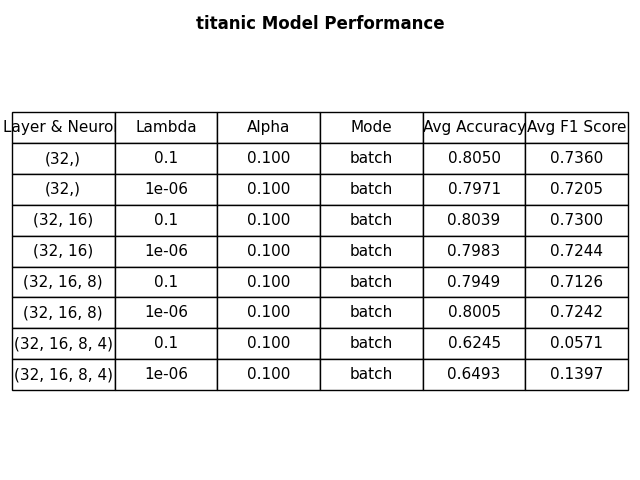 titanic Model Performance
Layer & Neuro Lambda Alpha Mode Avg Accuracy Avg F1 Score
(32,) 0.1 0.100 batch 0.8050 0.7360
(32,) 1e-06 0.100 batch 0.7971 0.7205
(32, 16) 0.1 0.100 batch 0.8039 0.7300
(32, 16) 1e-06 0.100 batch 0.7983 0.7244
(32, 16, 8) 0.1 0.100 batch 0.7949 0.7126
(32, 16, 8) 1e-06 0.100 batch 0.8005 0.7242
(32, 16, 8, 4) 0.1 0.100 batch 0.6245 0.0571
(32, 16, 8, 4) 1e-06 0.100 batch 0.6493 0.1397